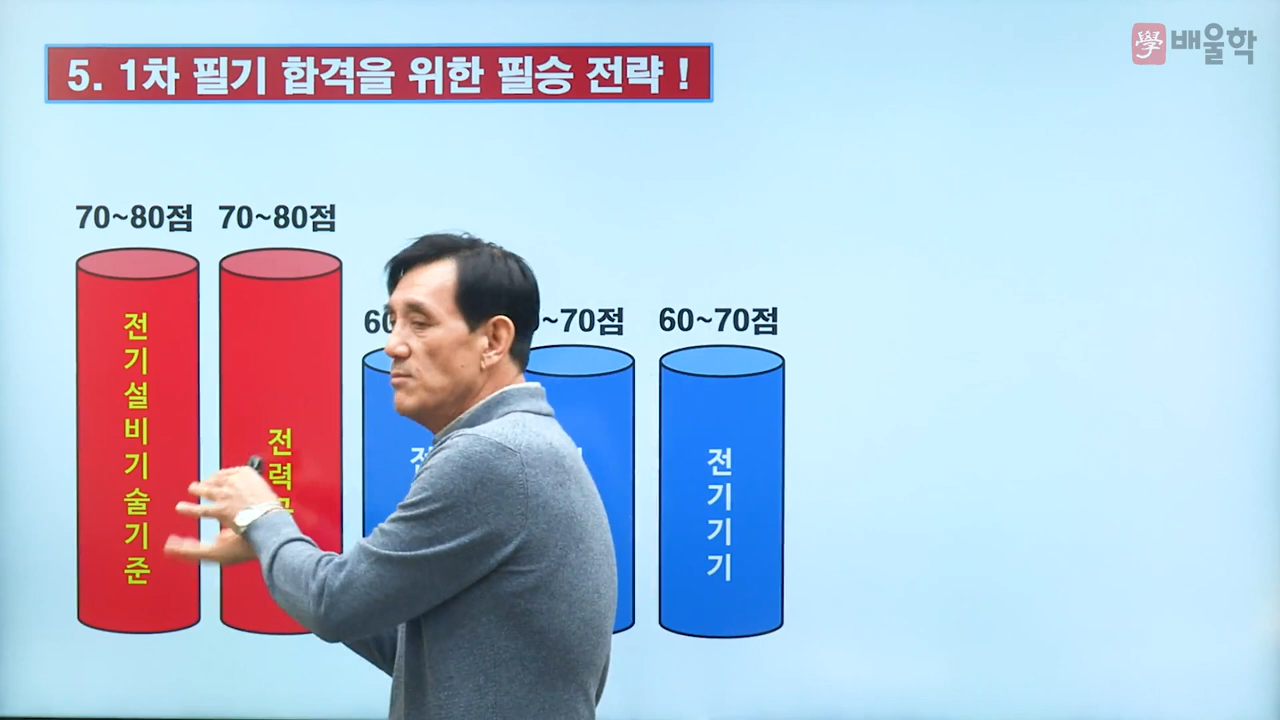 5. 1차 필기 합격을 위한 필승 전략 !
學 배울학
70~80점
70~80점
~70점
60~70점
전기설비기술기준
전력
전기기기